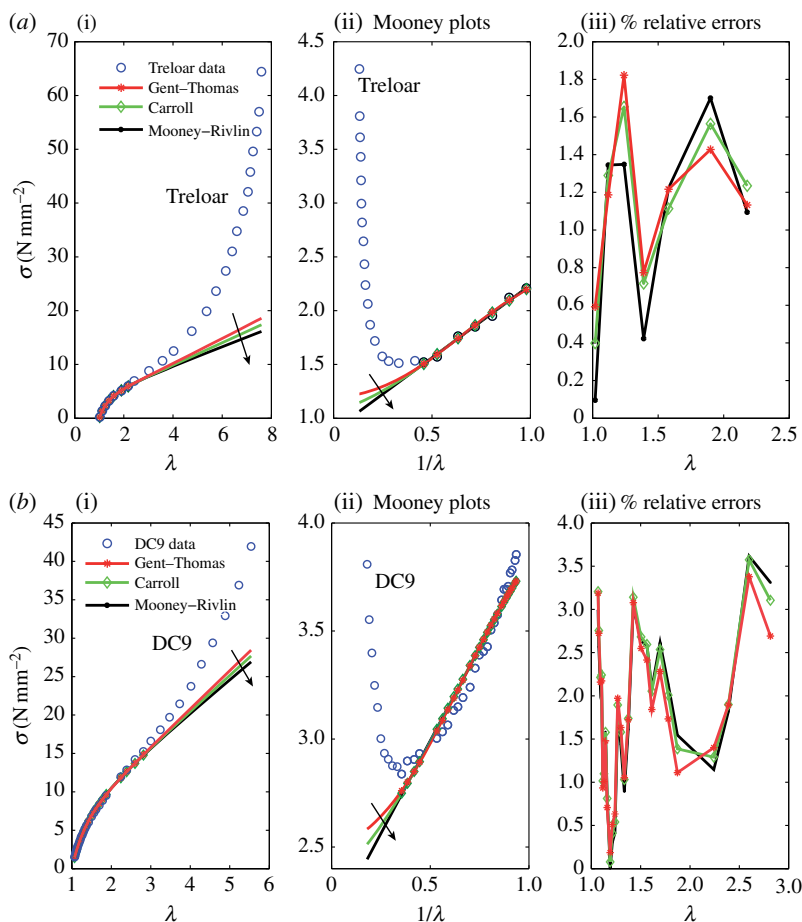 (a) (i)
(ii) Mooney plots
(iii) % relative errors
70
60
50
40
30
20
10
0
σ (N mm−2)
Treloar data
Gent–Thomas
Carroll
Mooney–Rivlin
Treloar
0 2 4 6 8
λ
4.5
4.0
3.5
3.0
2.5
2.0
1.5
1.0
Treloar
0 0.5 1.0
1/λ
2.0
1.8
1.6
1.4
1.2
1.0
0.8
0.6
0.4
0.2
0
1.0 1.5 2.0 2.5
λ
(b) (i)
(ii) Mooney plots
(iii) % relative errors
45
40
35
30
25
20
15
10
5
0
σ (N mm−2)
DC9 data
Gent–Thomas
Carroll
Mooney–Rivlin
DC9
1 2 3 4 5 6
λ
4.0
3.5
3.0
2.5
DC9
0 0.5 1.0
1/λ
4.0
3.5
3.0
2.5
2.0
1.5
1.0
0.5
0
1.0 1.5 2.0 2.5 3.0
λ